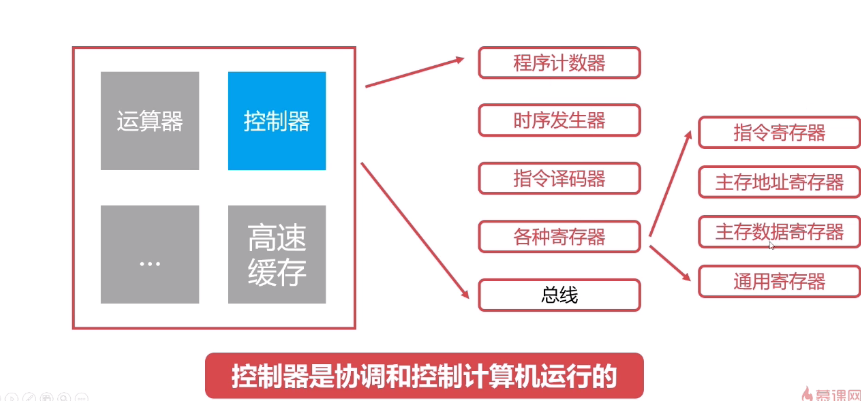 运算器
控制器
...
高速
缓存
程序计数器
时序发生器
指令译码器
各种寄存器
总线
指令寄存器
主存地址寄存器
主存数据寄存器
通用寄存器
控制器是协调和控制计算机运行的
慕课网